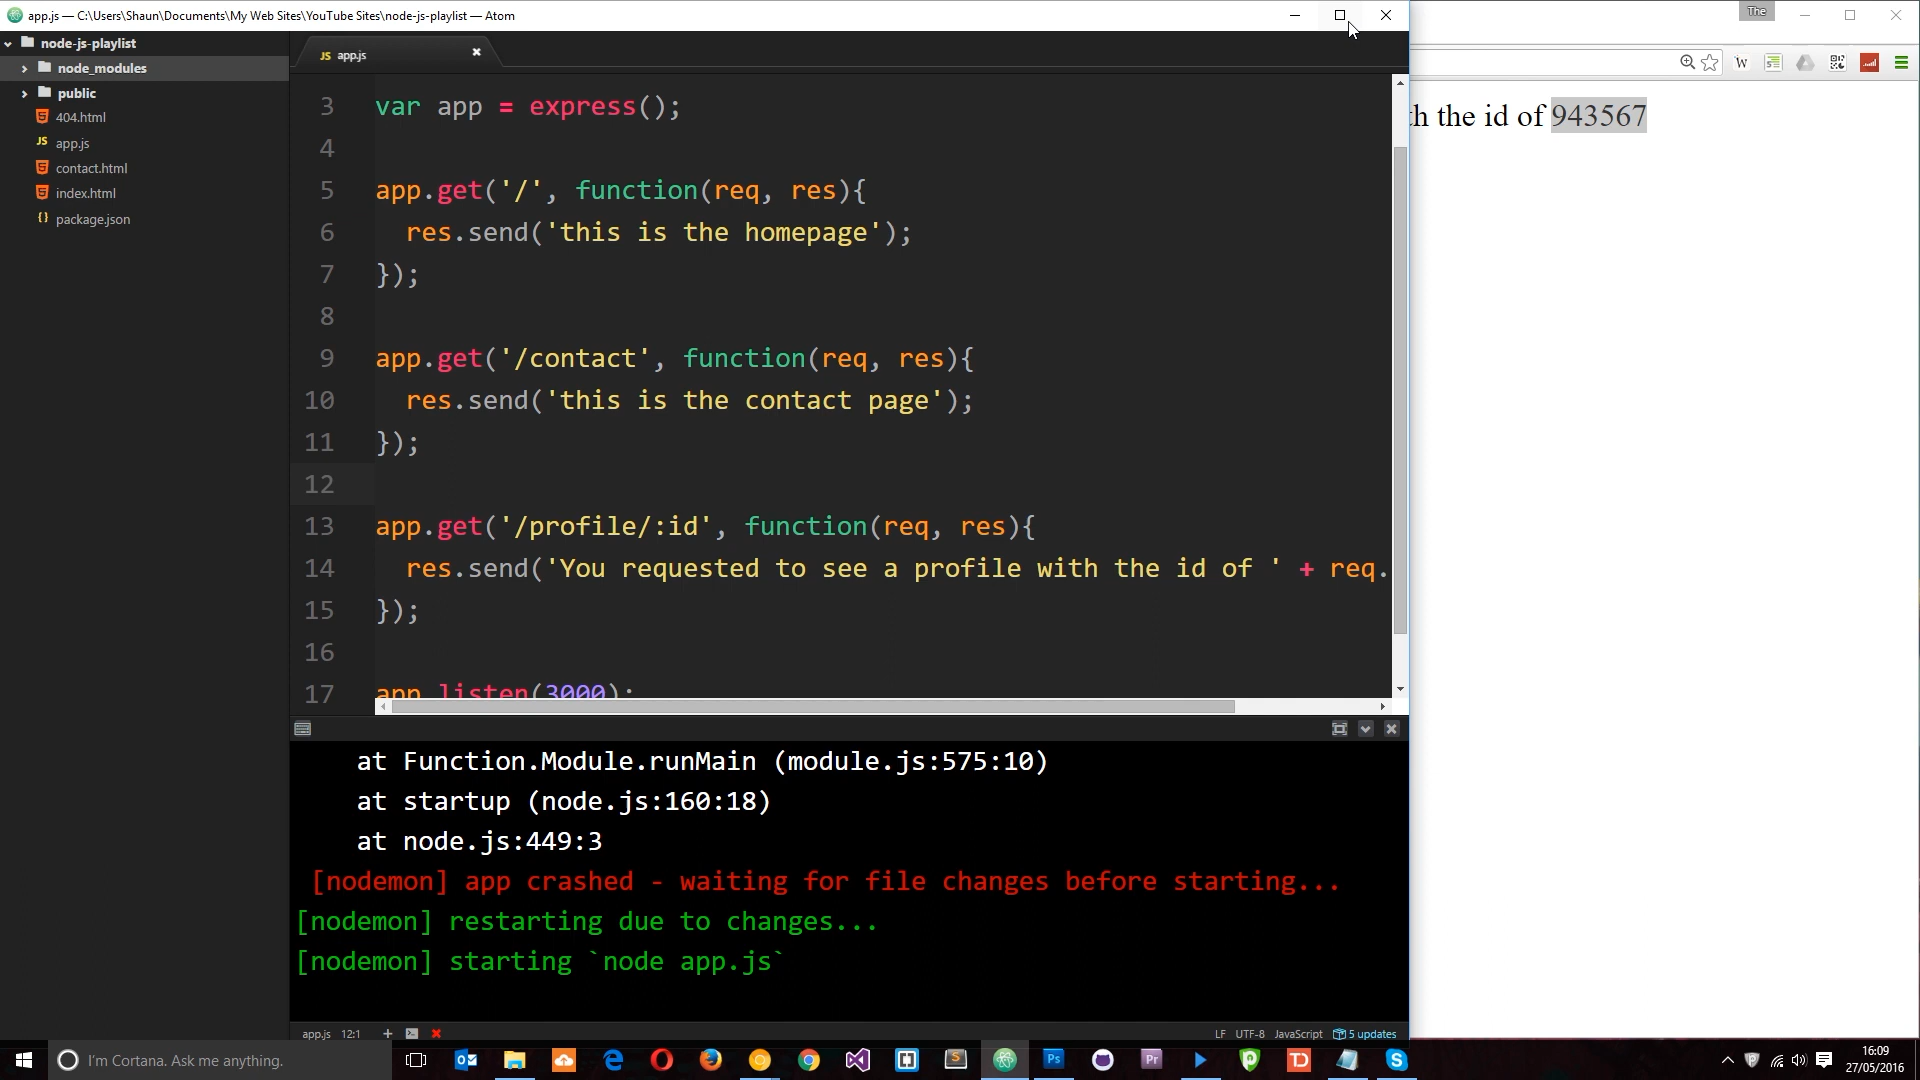 app.js — C:\Users\Shaun\Documents\My Web Sites\YouTube Sites\node-js-playlist — Atom
The
node-js-playlist
node_modules
public
404.html
app.js
contact.html
index.html
package.json
JS app.js
3 var app = express();
4
5 app.get('/', function(req, res){
6 res.send('this is the homepage');
7 });
8
9 app.get('/contact', function(req, res){
10 res.send('this is the contact page');
11 });
12
13 app.get('/profile/:id', function(req, res){
14 res.send('You requested to see a profile with the id of ' + req.
15 });
16
17 app.listen(3000);
th the id of 943567
at Function.Module.runMain (module.js:575:10)
at startup (node.js:160:18)
at node.js:449:3
[nodemon] app crashed - waiting for file changes before starting...
[nodemon] restarting due to changes...
[nodemon] starting `node app.js`
app.js 12:1
LF UTF-8 JavaScript 5 updates
I'm Cortana. Ask me anything.
16:09
27/05/2016